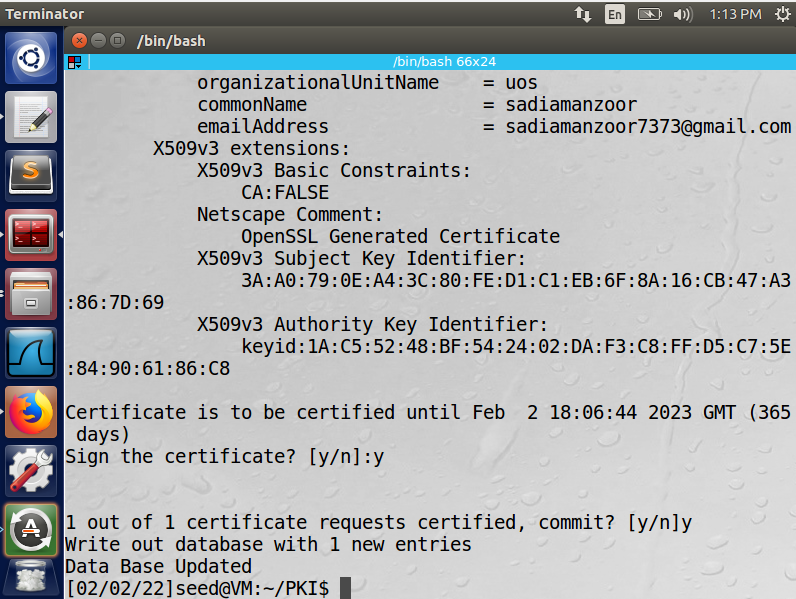 Terminator
En
1:13 PM
/bin/bash
/bin/bash 66x24
organizationalUnitName    = uos
commonName                = sadiamanzoor
emailAddress              = sadiamanzoor7373@gmail.com
X509v3 extensions:
X509v3 Basic Constraints:
CA:FALSE
Netscape Comment:
OpenSSL Generated Certificate
X509v3 Subject Key Identifier:
3A:A0:79:0E:A4:3C:80:FE:D1:C1:EB:6F:8A:16:CB:47:A3
:86:7D:69
X509v3 Authority Key Identifier:
keyid:1A:C5:52:48:BF:54:24:02:DA:F3:C8:FF:D5:C7:5E
:84:90:61:86:C8
Certificate is to be certified until Feb  2 18:06:44 2023 GMT (365
days)
Sign the certificate? [y/n]:y
1 out of 1 certificate requests certified, commit? [y/n]y
Write out database with 1 new entries
Data Base Updated
[02/02/22]seed@VM:~/PKI$